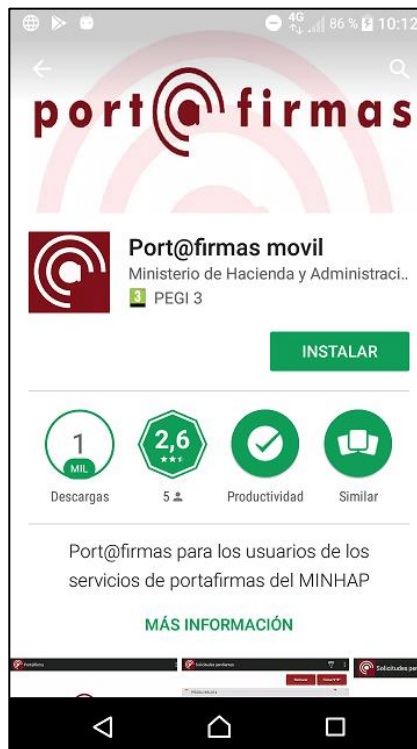 4G 86 % 10:12
port@firmas
Port@firmas movil
Ministerio de Hacienda y Administraci..
3 PEGI 3
INSTALAR
1
MIL
2,6
Descargas
5
Productividad
Similar
Port@firmas para los usuarios de los
servicios de portafirmas del MINHAP
MÁS INFORMACIÓN
Solicitudes pendientes